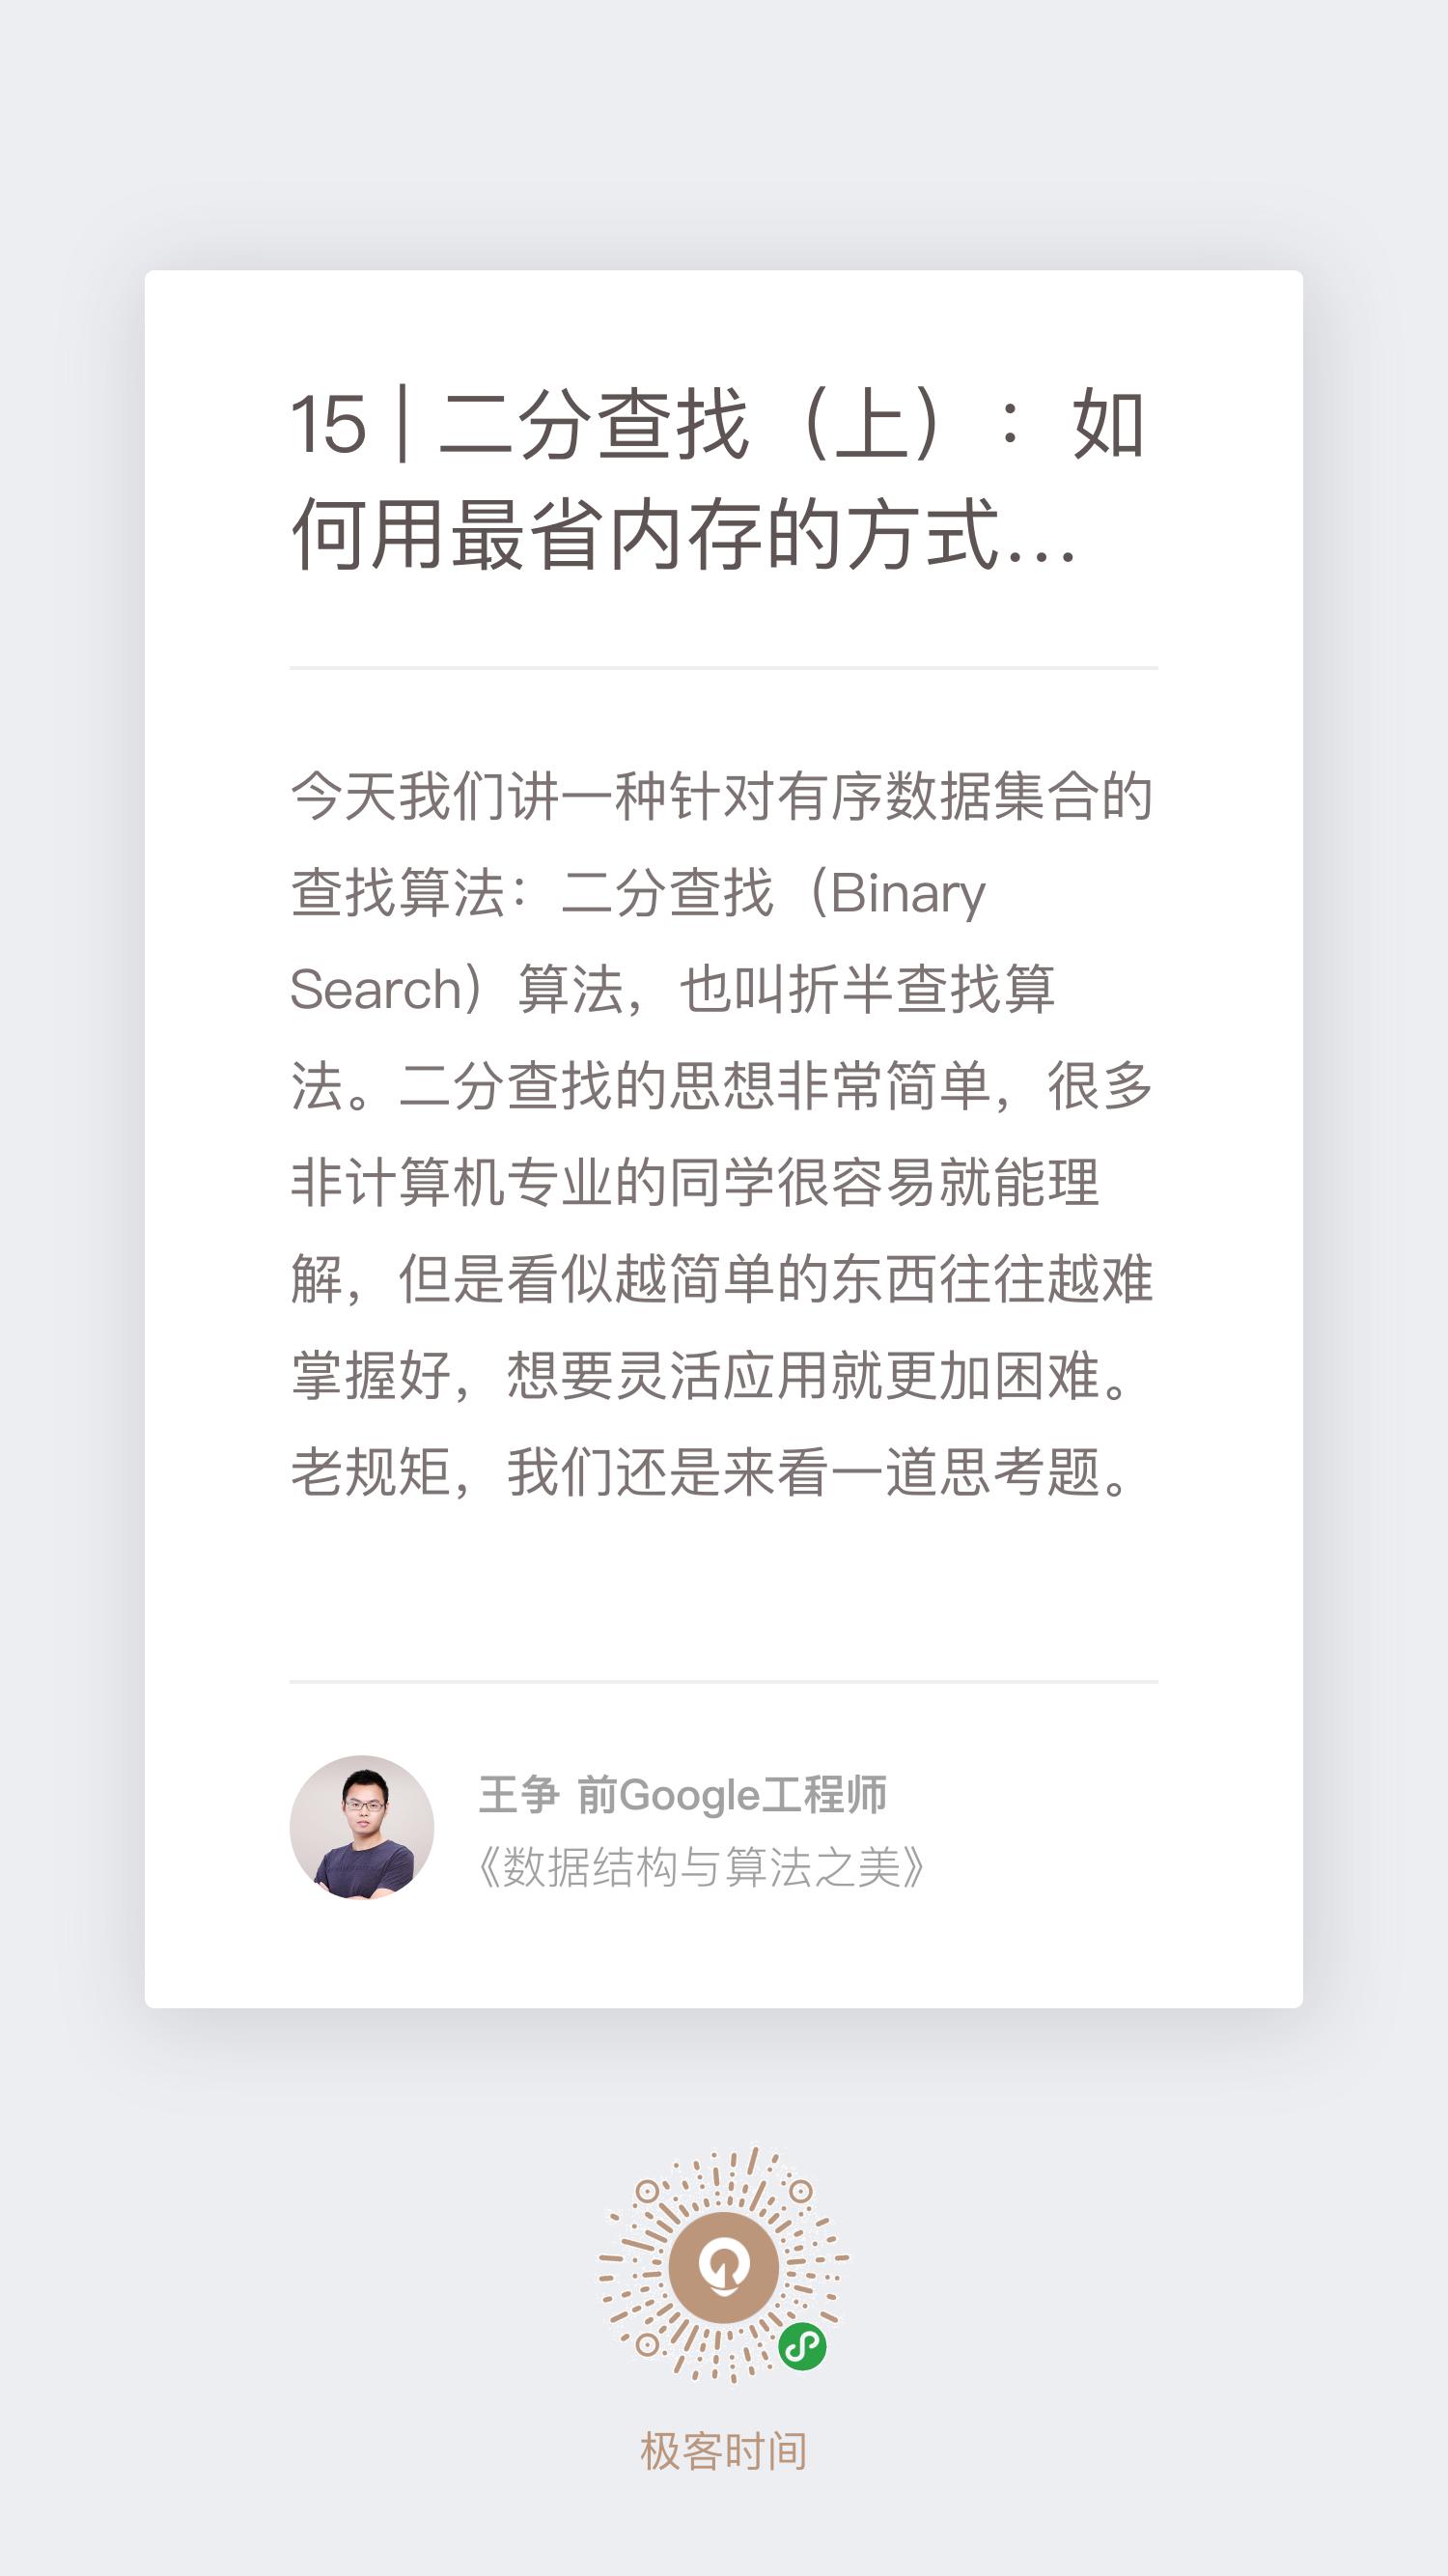 15 | 二分查找（上）：如
何用最省内存的方式...
今天我们讲一种针对有序数据集合的
查找算法：二分查找（Binary
Search）算法，也叫折半查找算
法。二分查找的思想非常简单，很多
非计算机专业的同学很容易就能理
解，但是看似越简单的东西往往越难
掌握好，想要灵活应用就更加困难。
老规矩，我们还是来看一道思考题。
王争 前Google工程师
《数据结构与算法之美》
极客时间